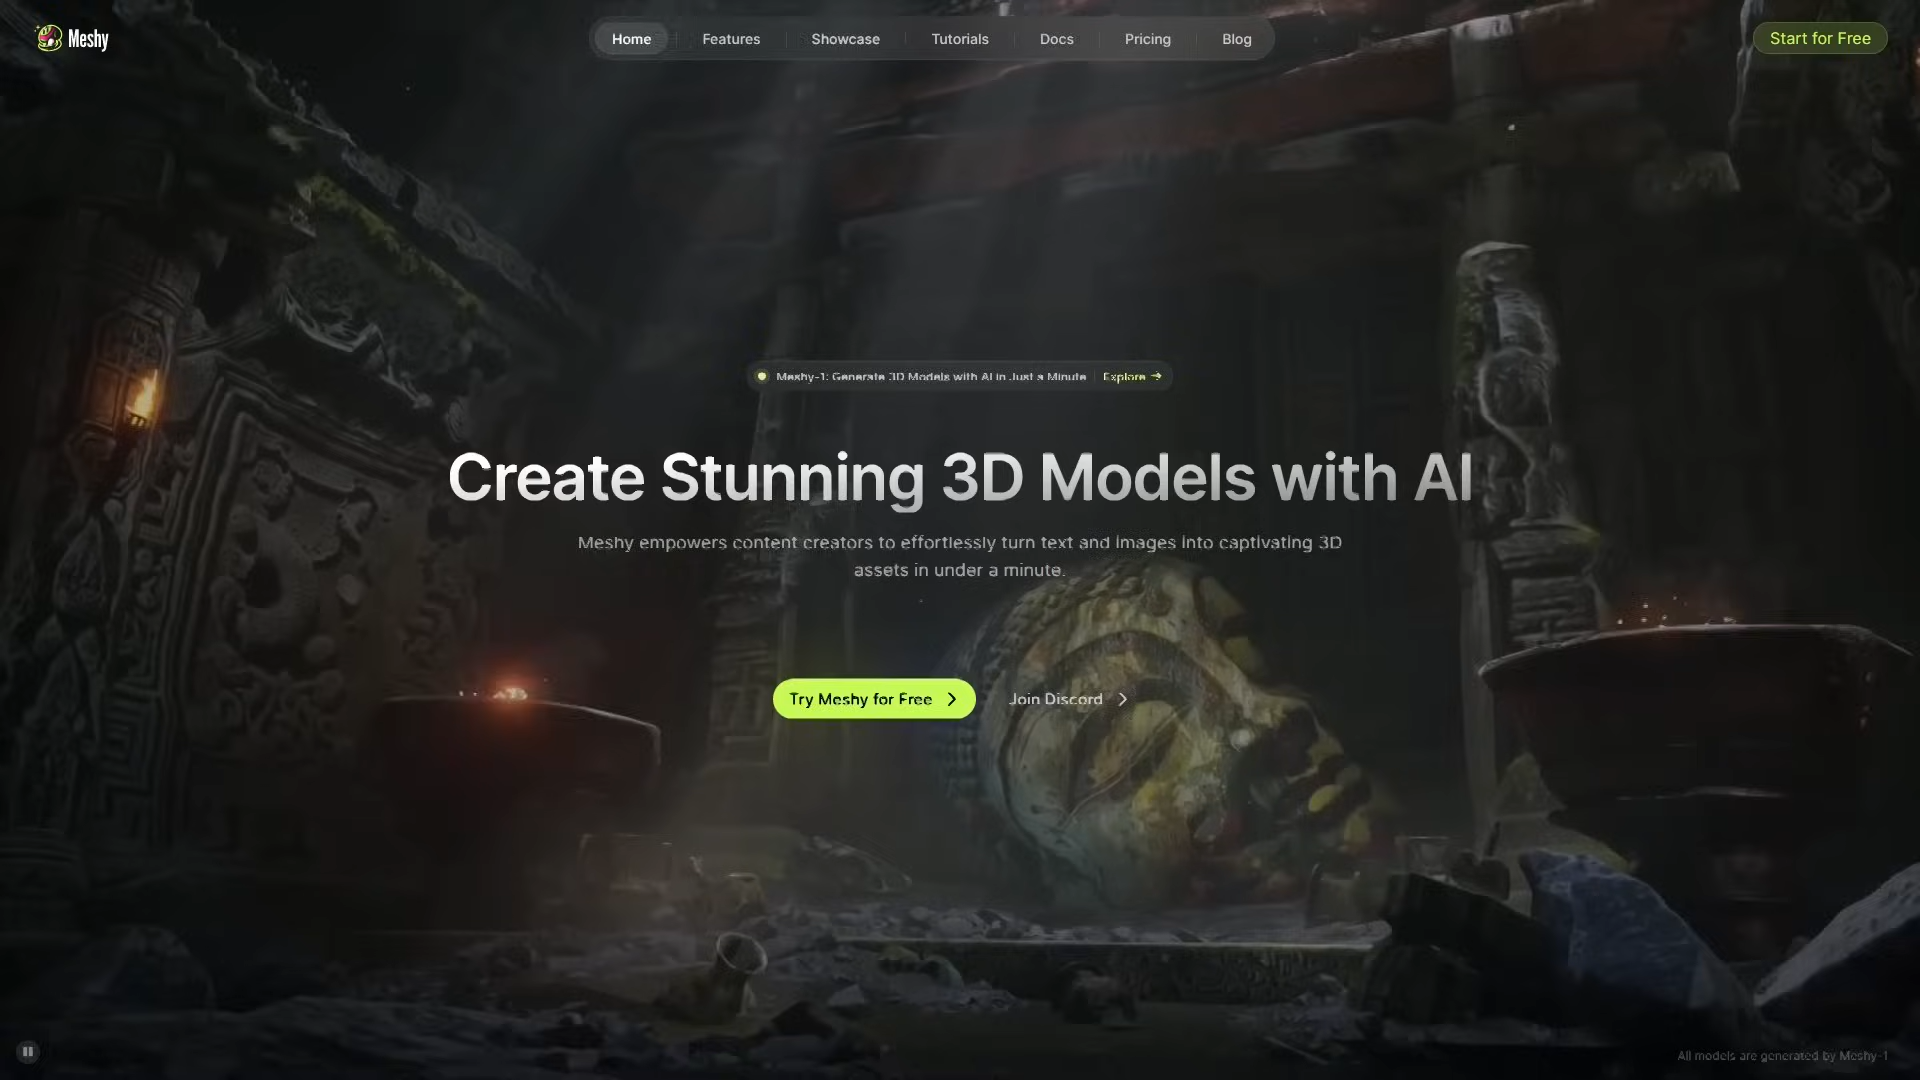 Meshy
Home
Features
Showcase
Tutorials
Docs
Pricing
Blog
Start for Free
Meshy-1: Generate 3D Models with AI in Just a Minute
Explore →
Create Stunning 3D Models with AI
Meshy empowers content creators to effortlessly turn text and images into captivating 3D
assets in under a minute.
Try Meshy for Free
Join Discord
All models are generated by Meshy-1